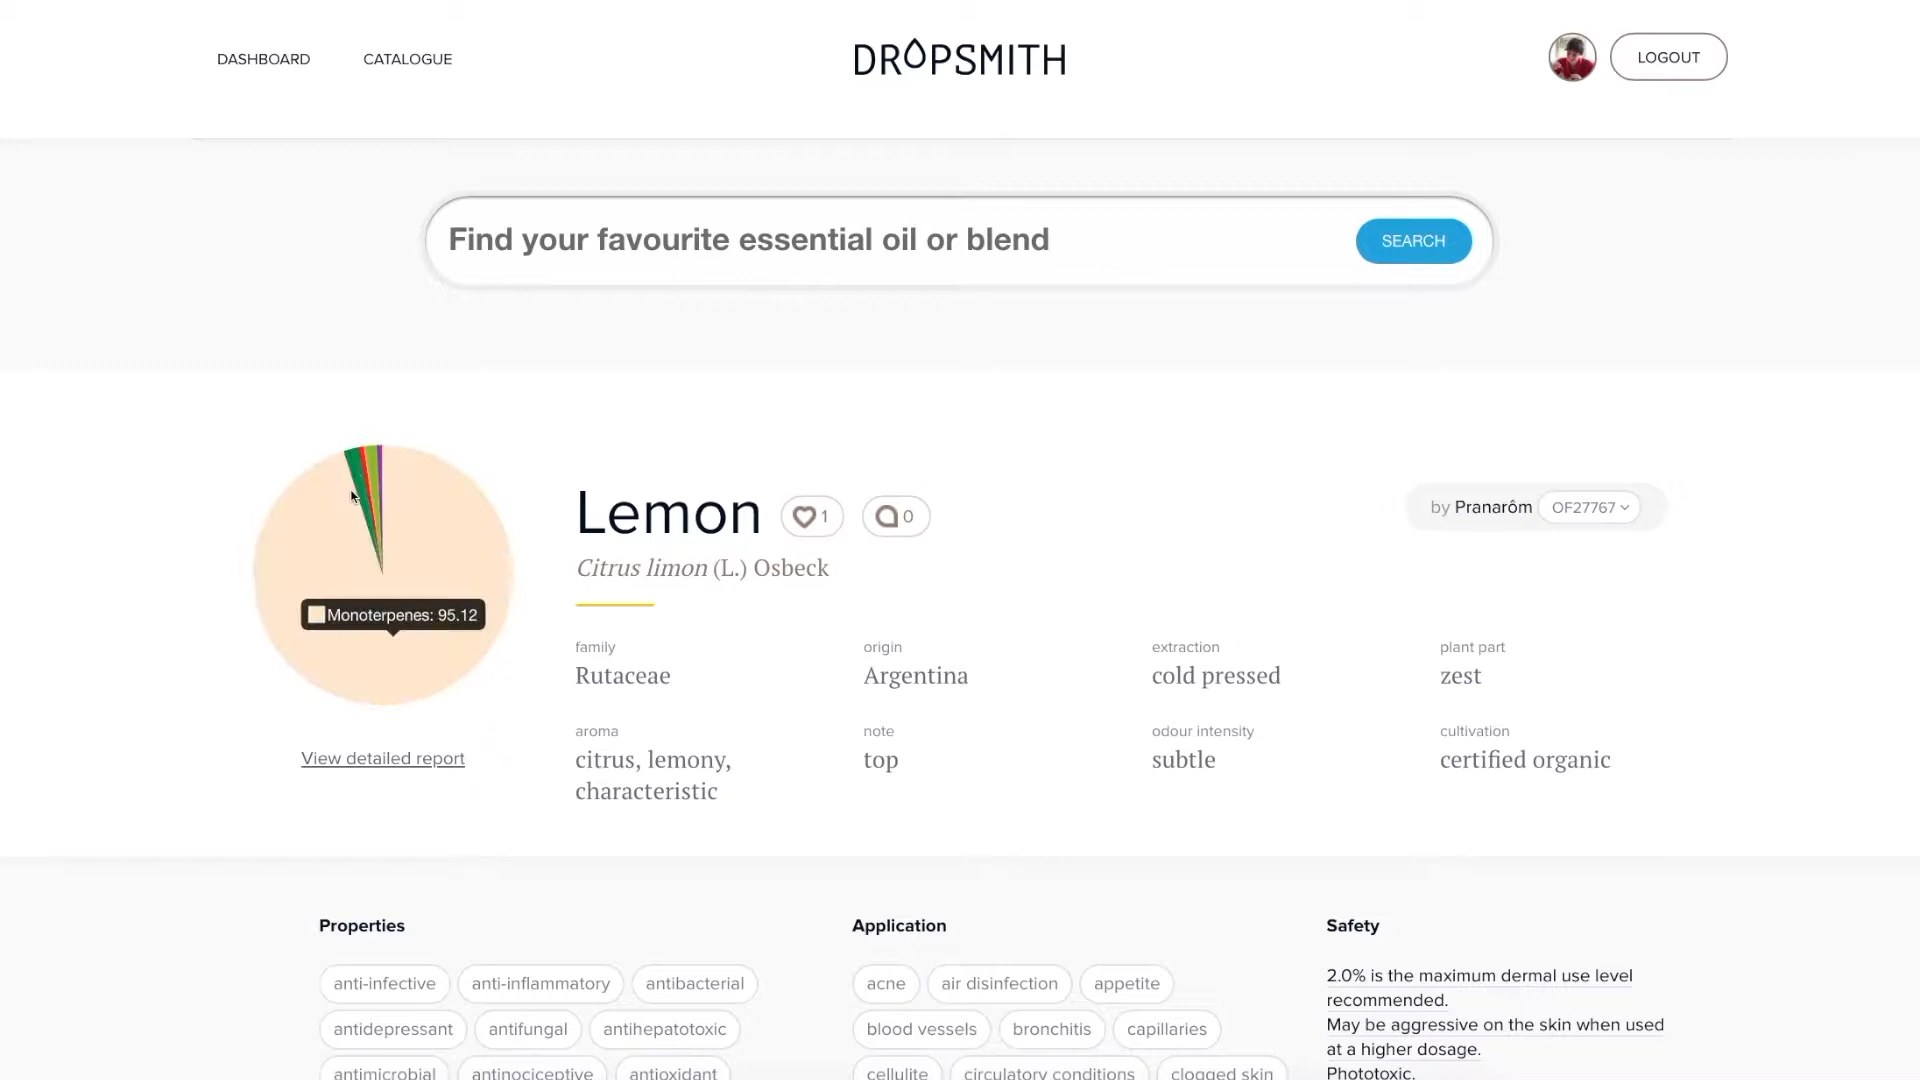 DASHBOARD
CATALOGUE
DROPSMITH
LOGOUT
Find your favourite essential oil or blend
SEARCH
Monoterpenes: 95.12
View detailed report
Lemon
1
0
by Pranarôm
OF27767
Citrus limon (L.) Osbeck
family
Rutaceae
origin
Argentina
extraction
cold pressed
plant part
zest
aroma
citrus, lemony,
characteristic
note
top
odour intensity
subtle
cultivation
certified organic
Properties
anti-infective
anti-inflammatory
antibacterial
antidepressant
antifungal
antihepatotoxic
antimicrobial
antinociceptive
antioxidant
Application
acne
air disinfection
appetite
blood vessels
bronchitis
capillaries
cellulite
circulatory conditions
clogged skin
Safety
2.0% is the maximum dermal use level
recommended.
May be aggressive on the skin when used
at a higher dosage.
Phototoxic.